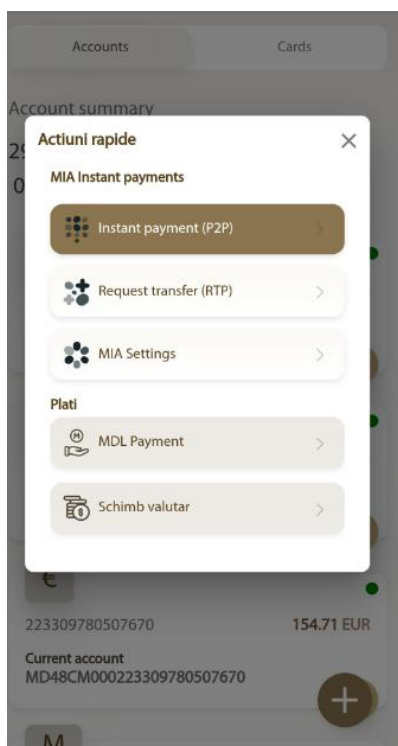 Accounts
Cards
Account summary
Actiuni rapide
MIA Instant payments
Instant payment (P2P)
Request transfer (RTP)
MIA Settings
Plati
MDL Payment
Schimb valutar
€
223309780507670
154.71 EUR
Current account
MD48CM000223309780507670
M